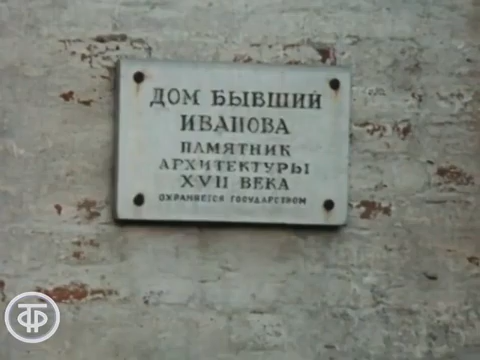 ДОМ БЫВШИЙ
ИВАНОВА
ПАМЯТНИК
АРХИТЕКТУРЫ
XVII ВЕКА
ОХРАНЯЕТСЯ ГОСУДАРСТВОМ